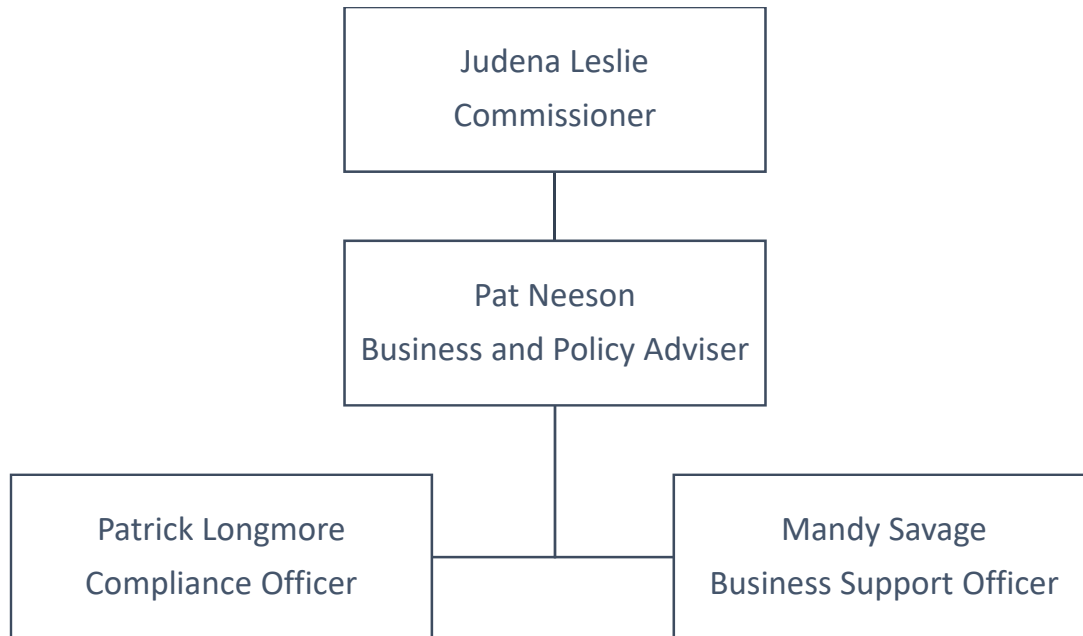 Judena Leslie
Commissioner
Pat Neeson
Business and Policy Adviser
Patrick Longmore
Compliance Officer
Mandy Savage
Business Support Officer